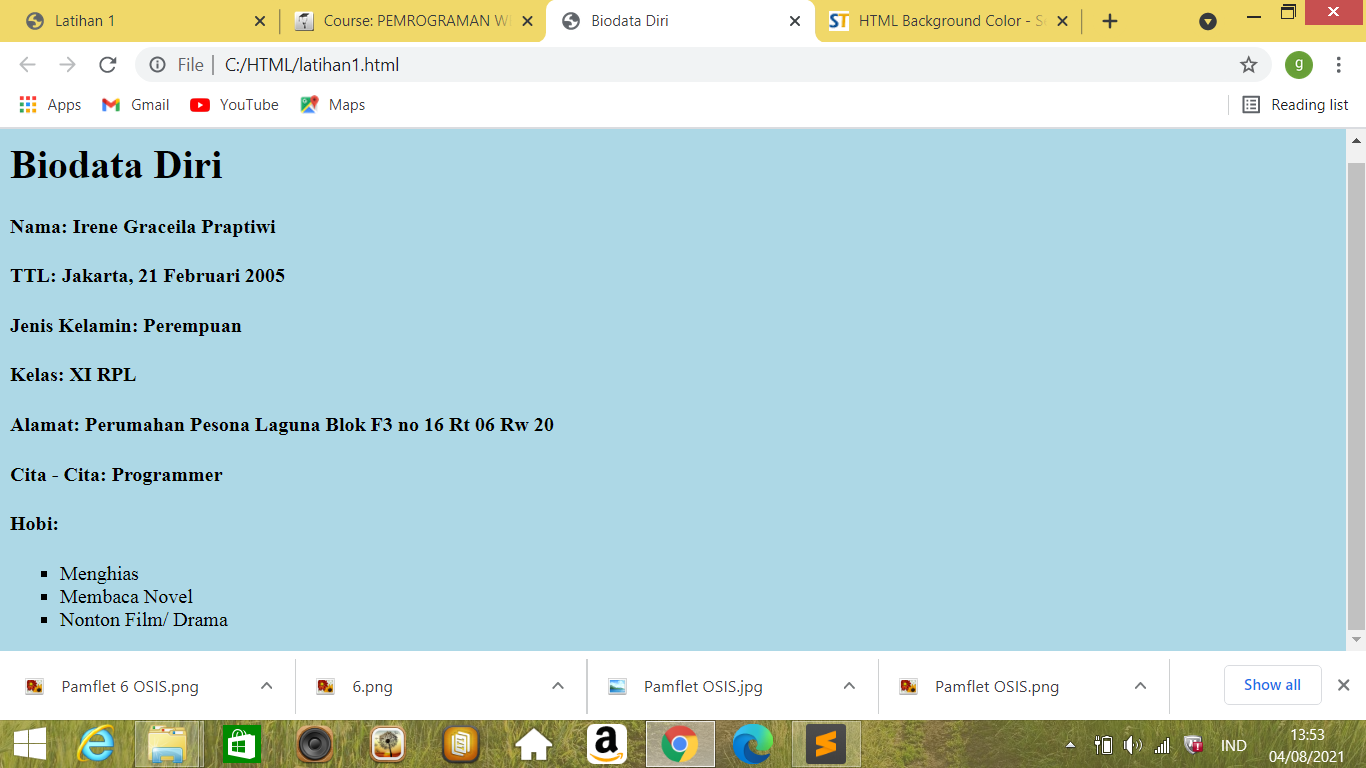 Latihan 1
Course: PEMROGRAMAN W
Biodata Diri
HTML Background Color - S
File
C:/HTML/latihan1.html
g
Apps
Gmail
YouTube
Maps
Reading list
Biodata Diri
Nama: Irene Graceila Praptiwi
TTL: Jakarta, 21 Februari 2005
Jenis Kelamin: Perempuan
Kelas: XI RPL
Alamat: Perumahan Pesona Laguna Blok F3 no 16 Rt 06 Rw 20
Cita - Cita: Programmer
Hobi:
Menghias
Membaca Novel
Nonton Film/ Drama
Pamflet 6 OSIS.png
6.png
Pamflet OSIS.jpg
Pamflet OSIS.png
Show all
IND
13:53
04/08/2021